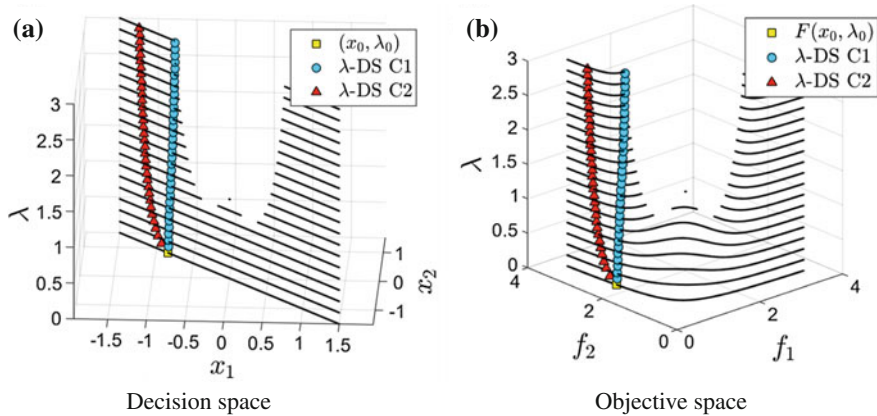 (a)
(x₀, λ₀)
λ-DS C1
λ-DS C2
3
2.5
2
1.5
1
0.5
0
λ
-1.5
-1
-0.5
0
0.5
1
1.5
x₁
1
0
-1
x₂
Decision space
(b)
F(x₀, λ₀)
λ-DS C1
λ-DS C2
3
2.5
2
1.5
1
0.5
0
λ
4
2
0
f₂
0
2
4
f₁
Objective space